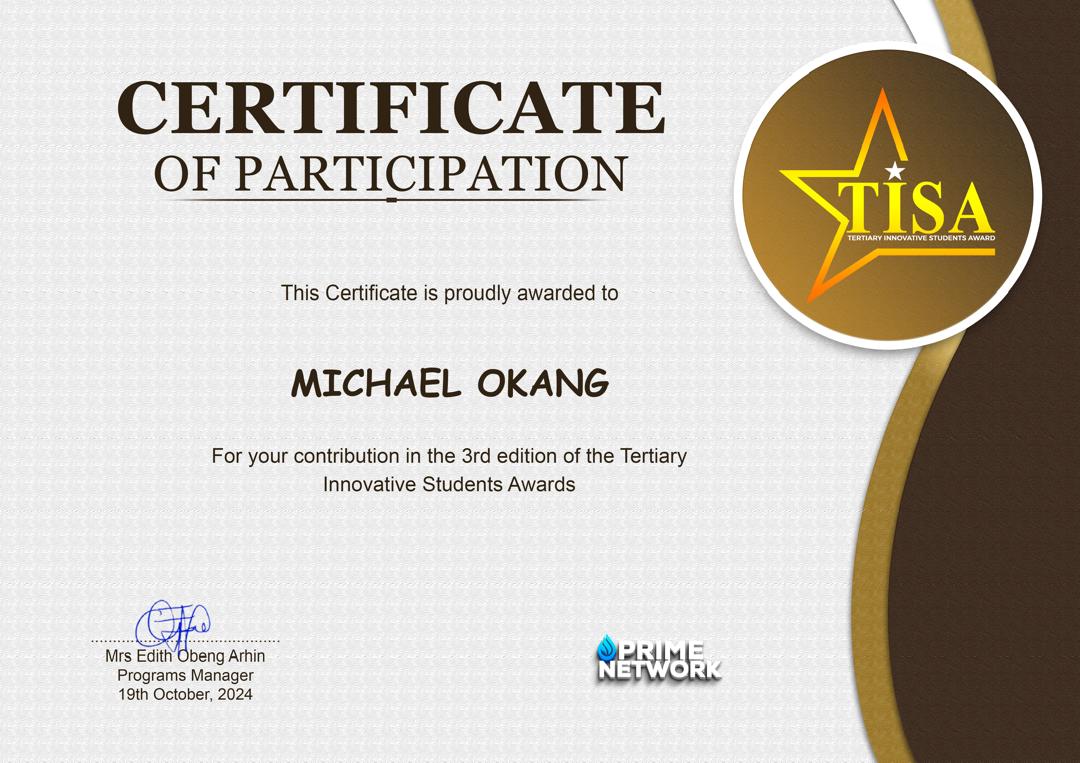 CERTIFICATE
OF PARTICIPATION
TISA
TERTIARY INNOVATIVE STUDENTS AWARD
This Certificate is proudly awarded to
MICHAEL OKANG
For your contribution in the 3rd edition of the Tertiary
Innovative Students Awards
Mrs Edith Obeng Arhin
Programs Manager
19th October, 2024
PRIME
NETWORK